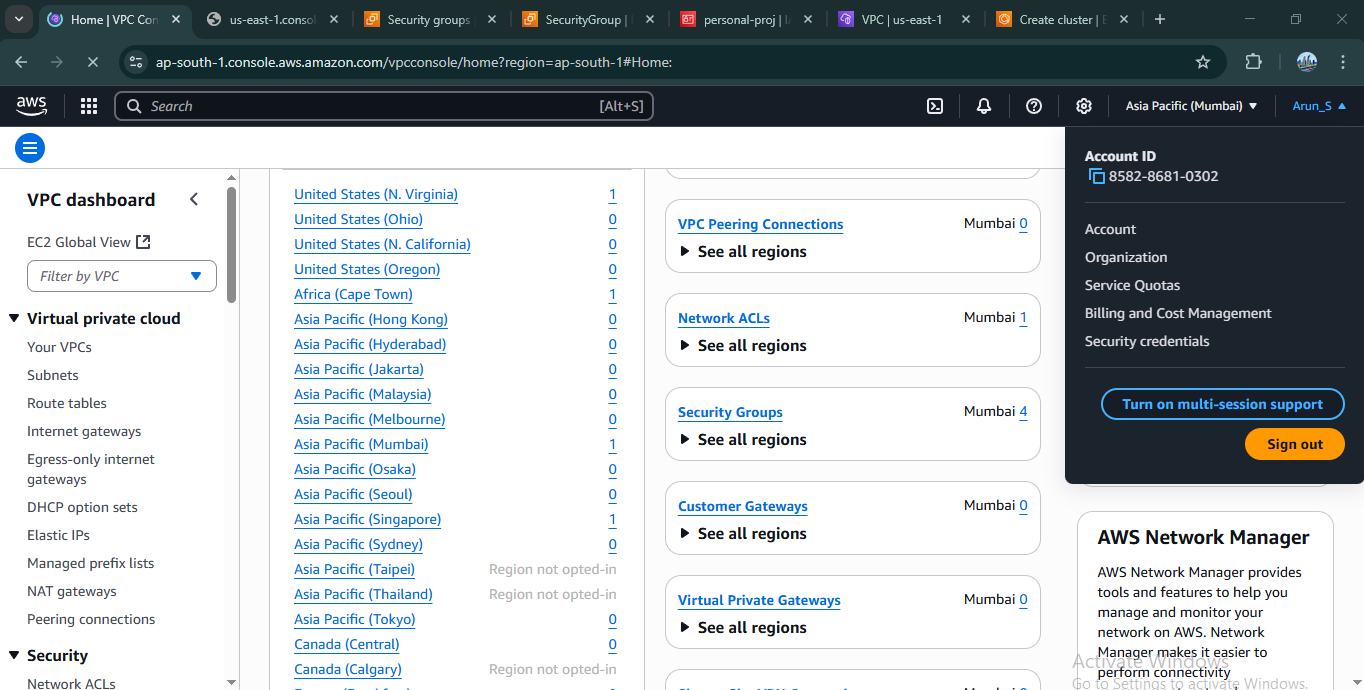 Home | VPC Con
us-east-1.conso
Security groups
SecurityGroup |
personal-proj |
VPC | us-east-1
Create cluster |
ap-south-1.console.aws.amazon.com/vpcconsole/home?region=ap-south-1#Home:
aws
Search
[Alt+S]
Asia Pacific (Mumbai)
Arun_S
VPC dashboard
EC2 Global View
Filter by VPC
Virtual private cloud
Your VPCs
Subnets
Route tables
Internet gateways
Egress-only internet
gateways
DHCP option sets
Elastic IPs
Managed prefix lists
NAT gateways
Peering connections
Security
Network ACLs
United States (N. Virginia) 1
United States (Ohio) 0
United States (N. California) 0
United States (Oregon) 0
Africa (Cape Town) 1
Asia Pacific (Hong Kong) 0
Asia Pacific (Hyderabad) 0
Asia Pacific (Jakarta) 0
Asia Pacific (Malaysia) 0
Asia Pacific (Melbourne) 0
Asia Pacific (Mumbai) 1
Asia Pacific (Osaka) 0
Asia Pacific (Seoul) 0
Asia Pacific (Singapore) 1
Asia Pacific (Sydney) 0
Asia Pacific (Taipei) Region not opted-in
Asia Pacific (Thailand) Region not opted-in
Asia Pacific (Tokyo) 0
Canada (Central) 0
Canada (Calgary) Region not opted-in
VPC Peering Connections Mumbai 0
See all regions
Network ACLs Mumbai 1
See all regions
Security Groups Mumbai 4
See all regions
Customer Gateways Mumbai 0
See all regions
Virtual Private Gateways Mumbai 0
See all regions
Account ID
8582-8681-0302
Account
Organization
Service Quotas
Billing and Cost Management
Security credentials
Turn on multi-session support
Sign out
AWS Network Manager
AWS Network Manager provides
tools and features to help you
manage and monitor your
network on AWS. Network
Manager makes it easier to
perform connectivity
Activate Windows
Go to Settings to activate Windows.